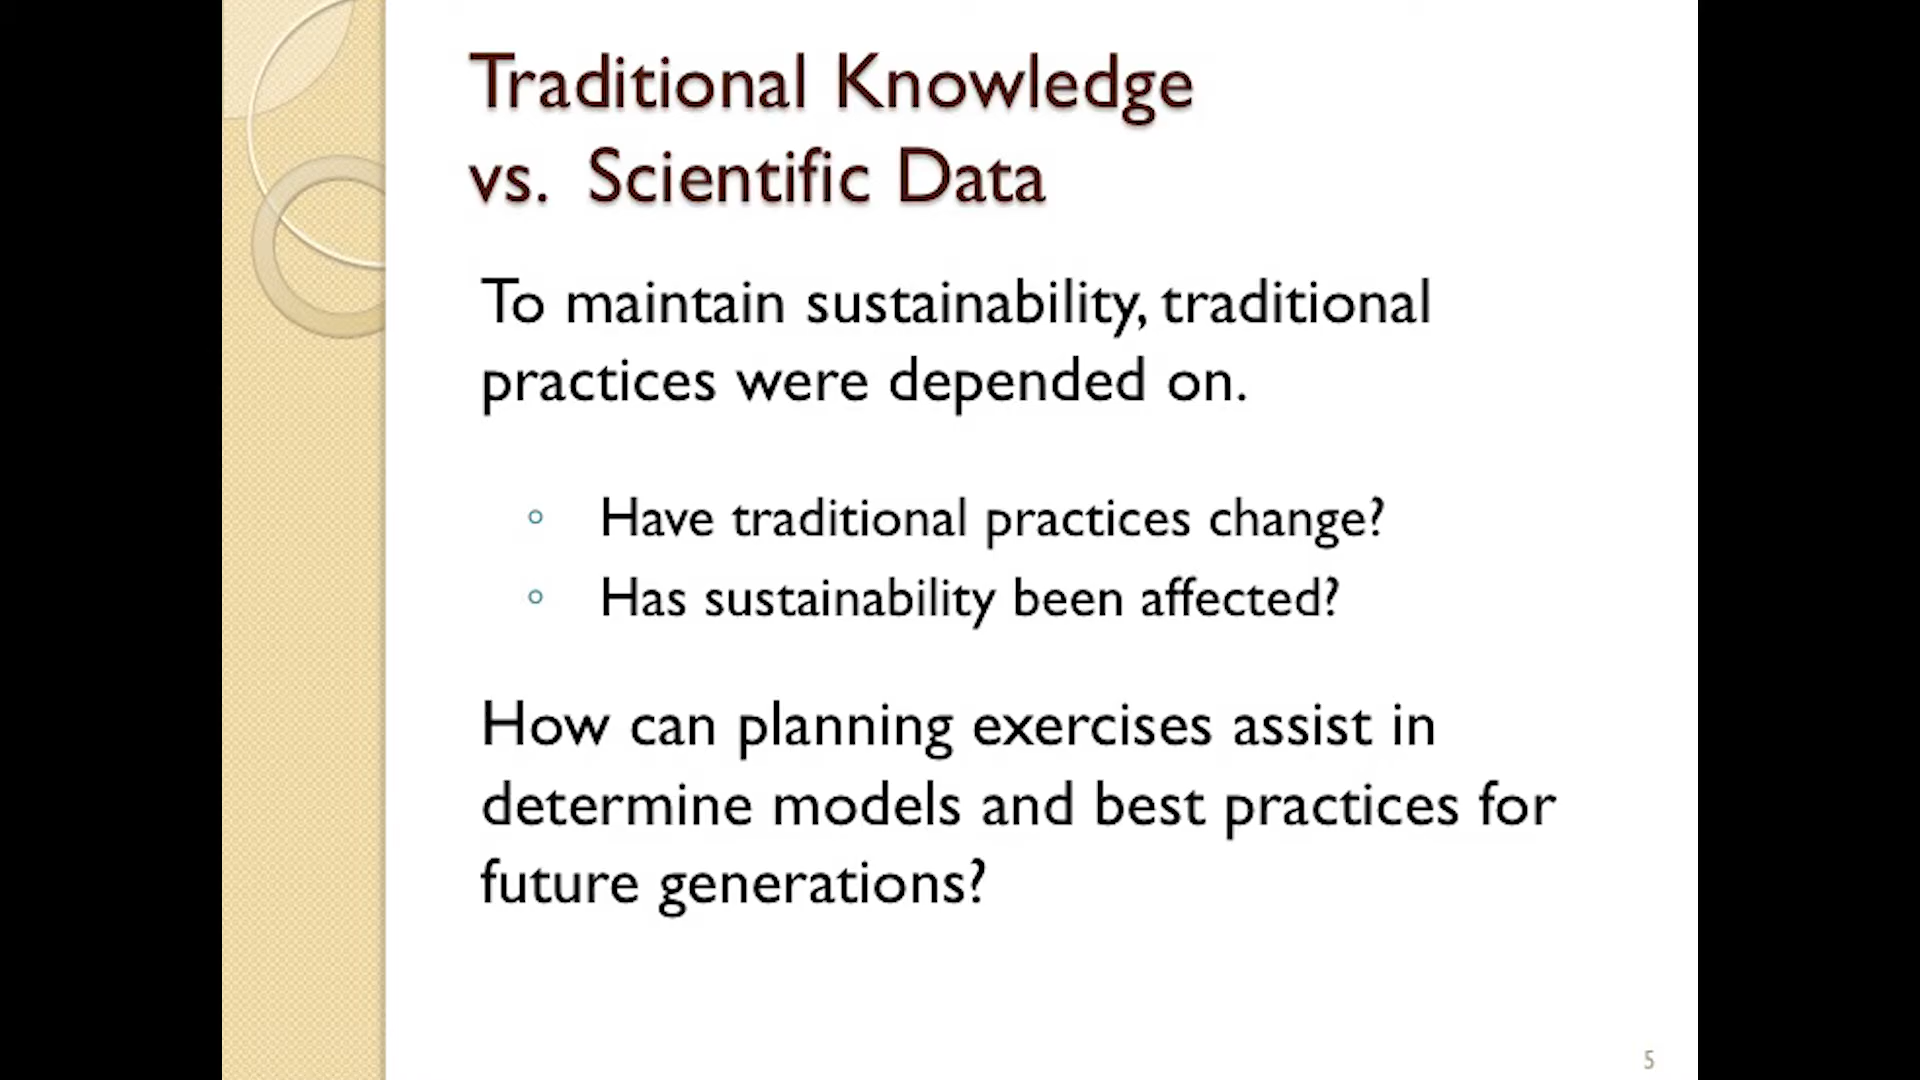 Traditional Knowledge
vs. Scientific Data
To maintain sustainability, traditional
practices were depended on.
Have traditional practices change?
Has sustainability been affected?
How can planning exercises assist in
determine models and best practices for
future generations?
5